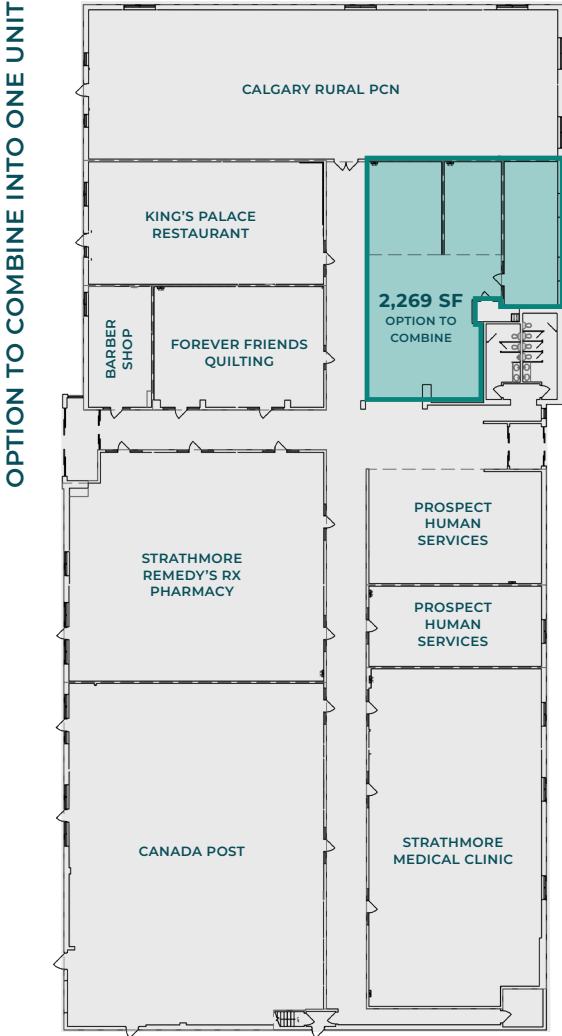 OPTION TO COMBINE INTO ONE UNIT
CALGARY RURAL PCN
KING'S PALACE
RESTAURANT
2,269 SF
OPTION TO
COMBINE
BARBER
SHOP
FOREVER FRIENDS
QUILTING
PROSPECT
HUMAN
SERVICES
STRATHMORE
REMEDY'S RX
PHARMACY
PROSPECT
HUMAN
SERVICES
CANADA POST
STRATHMORE
MEDICAL CLINIC